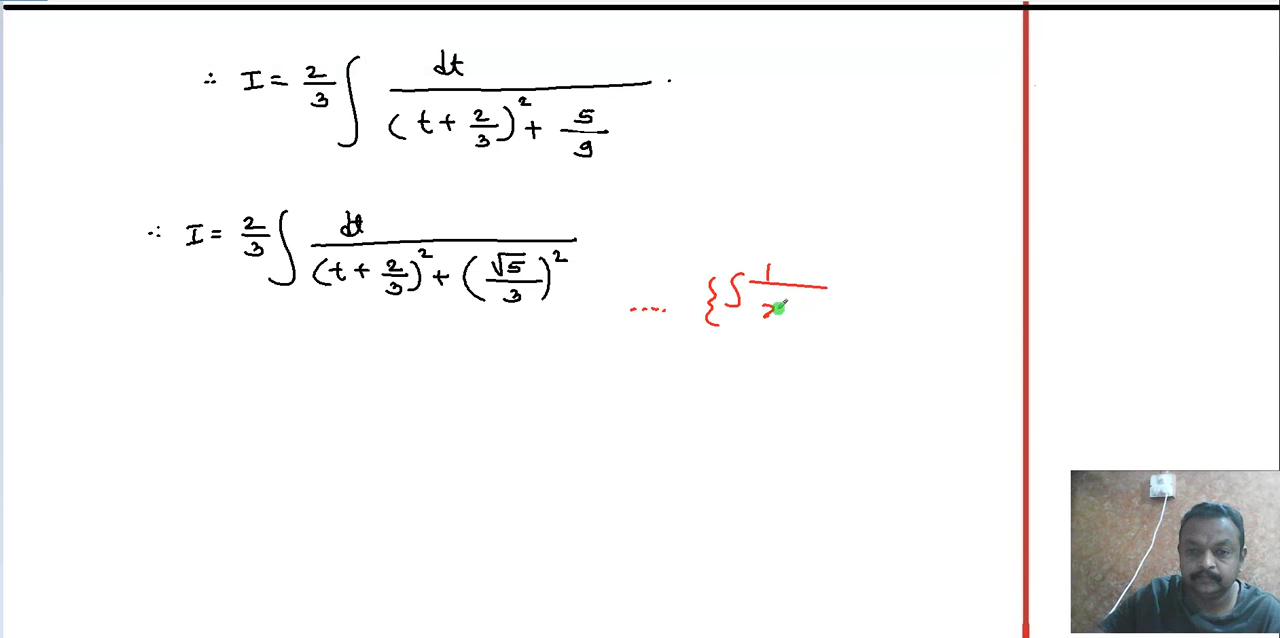 ∴ I = 2/3 ∫ dt / (t + 2/3)² + 5/9 .
∴ I = 2/3 ∫ dt / (t + 2/3)² + (√5/3)²
..... { ∫ 1/x